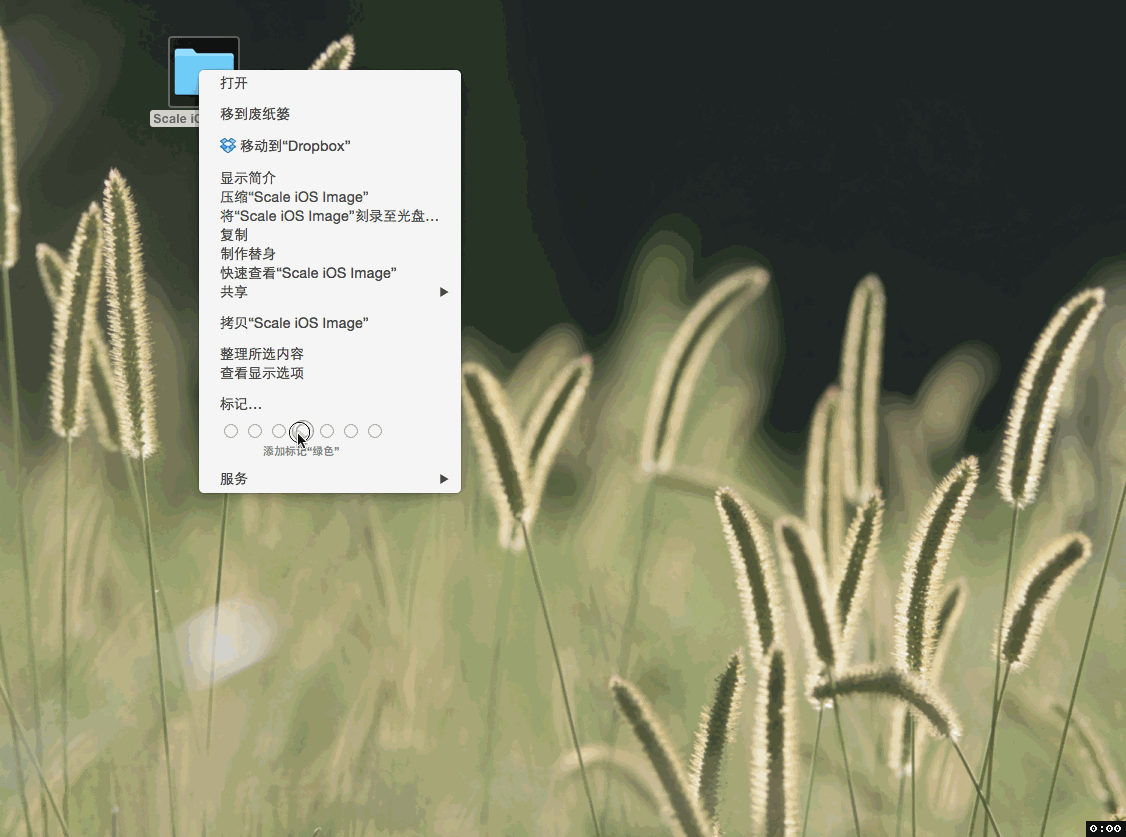 Scale iO
打开
移到废纸篓
移动到“Dropbox”
显示简介
压缩“Scale iOS Image”
将“Scale iOS Image”刻录至光盘…
复制
制作替身
快速查看“Scale iOS Image”
共享
拷贝“Scale iOS Image”
整理所选内容
查看显示选项
标记…
添加标记“绿色”
服务
0:00